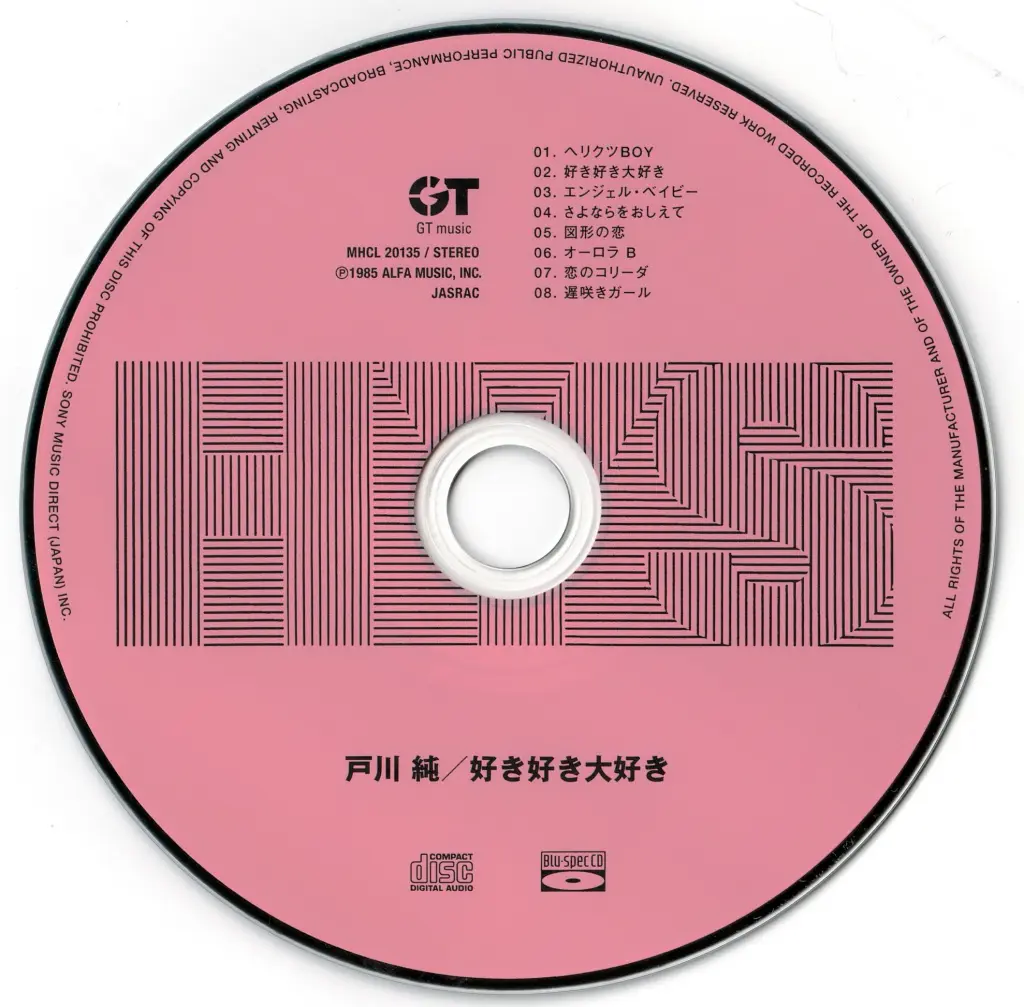 GT
GT music
MHCL 20135 / STEREO
Ⓟ1985 ALFA MUSIC, INC.
JASRAC
01. ヘリクツBOY
02. 好き好き大好き
03. エンジェル・ベイビー
04. さよならをおしえて
05. 図形の恋
06. オーロラ B
07. 恋のコリーダ
08. 遅咲きガール
HITS
戸川 純／好き好き大好き
COMPACT
disc
DIGITAL AUDIO
Blu-spec CD
ALL RIGHTS OF THE MANUFACTURER AND OF THE OWNER OF THE RECORDED WORK RESERVED. UNAUTHORIZED PUBLIC PERFORMANCE, BROADCASTING, RENTING AND COPYING OF THIS DISC PROHIBITED. SONY MUSIC DIRECT (JAPAN) INC.